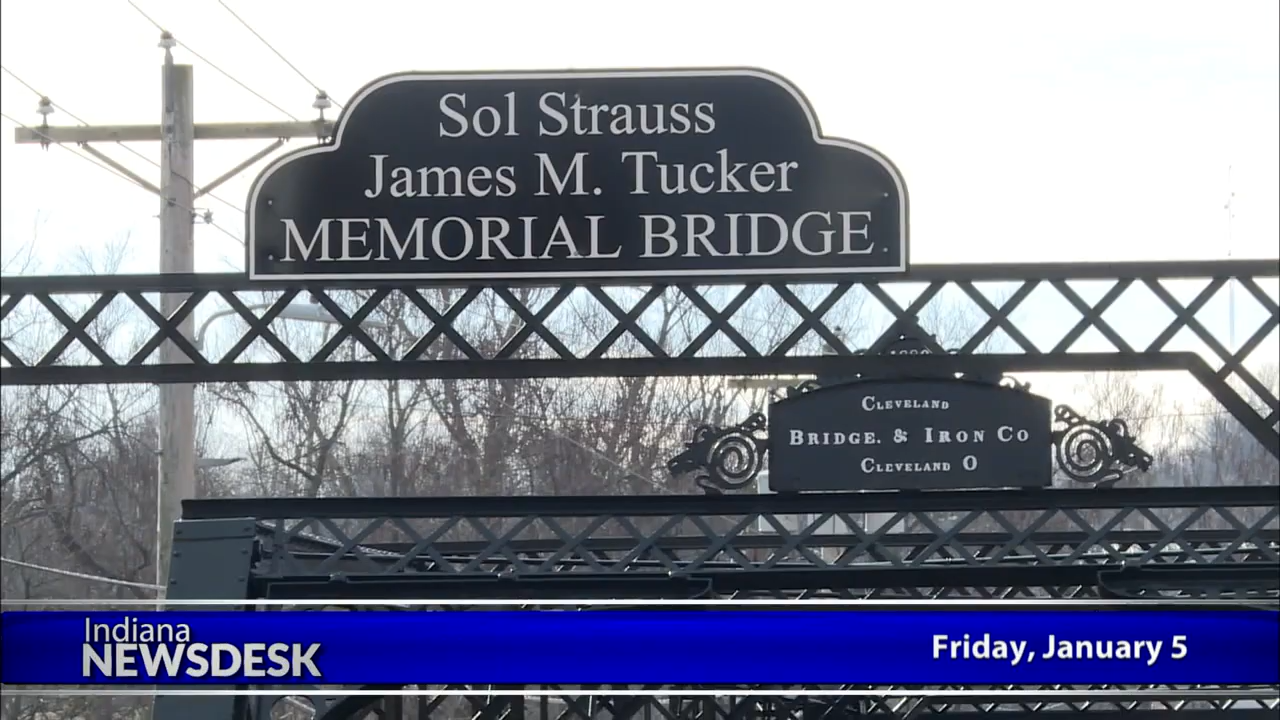 Sol Strauss
James M. Tucker
MEMORIAL BRIDGE
CLEVELAND
BRIDGE. & IRON CO
CLEVELAND O
Indiana
NEWSDESK
Friday, January 5